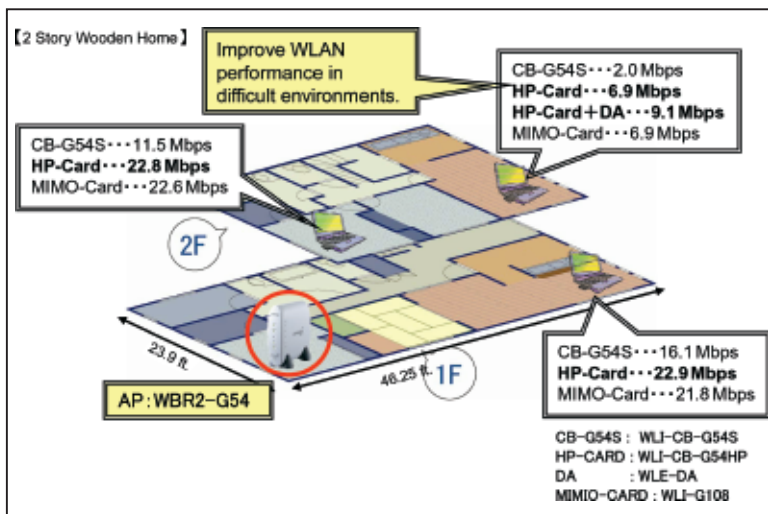 【2 Story Wooden Home】
Improve WLAN
performance in
difficult environments.
CB-G54S･･･2.0 Mbps
HP-Card･･･6.9 Mbps
HP-Card+DA･･･9.1 Mbps
MIMO-Card･･･6.9 Mbps
CB-G54S･･･11.5 Mbps
HP-Card･･･22.8 Mbps
MIMO-Card･･･22.6 Mbps
2F
23.9 ft.
46.25 ft.
1F
AP:WBR2-G54
CB-G54S･･･16.1 Mbps
HP-Card･･･22.9 Mbps
MIMO-Card･･･21.8 Mbps
CB-G54S : WLI-CB-G54S
HP-CARD : WLI-CB-G54HP
DA : WLE-DA
MIMIO-CARD : WLI-G108